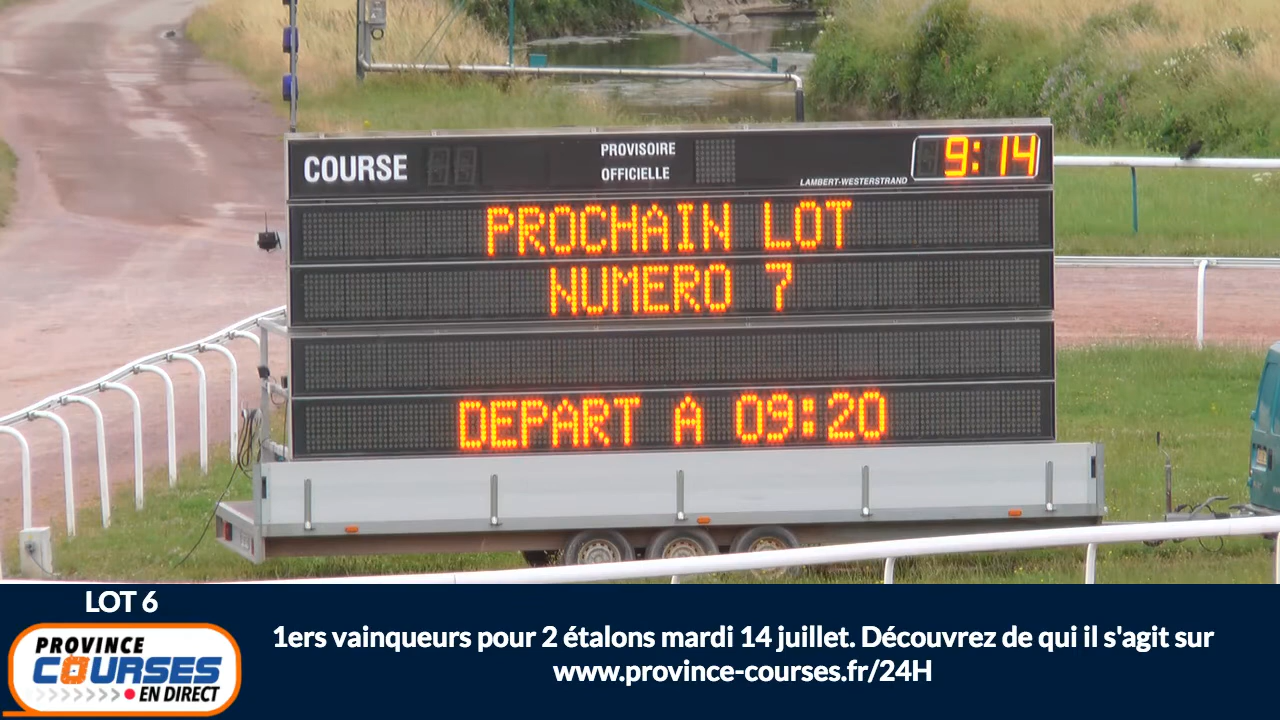 COURSE
PROVISOIRE
OFFICIELLE
LAMBERT-WESTERSTRAND
9:14
PROCHAIN LOT
NUMERO 7
DEPART A 09:20
LOT 6
PROVINCE
COURSES
EN DIRECT
1ers vainqueurs pour 2 étalons mardi 14 juillet. Découvrez de qui il s'agit sur
www.province-courses.fr/24H